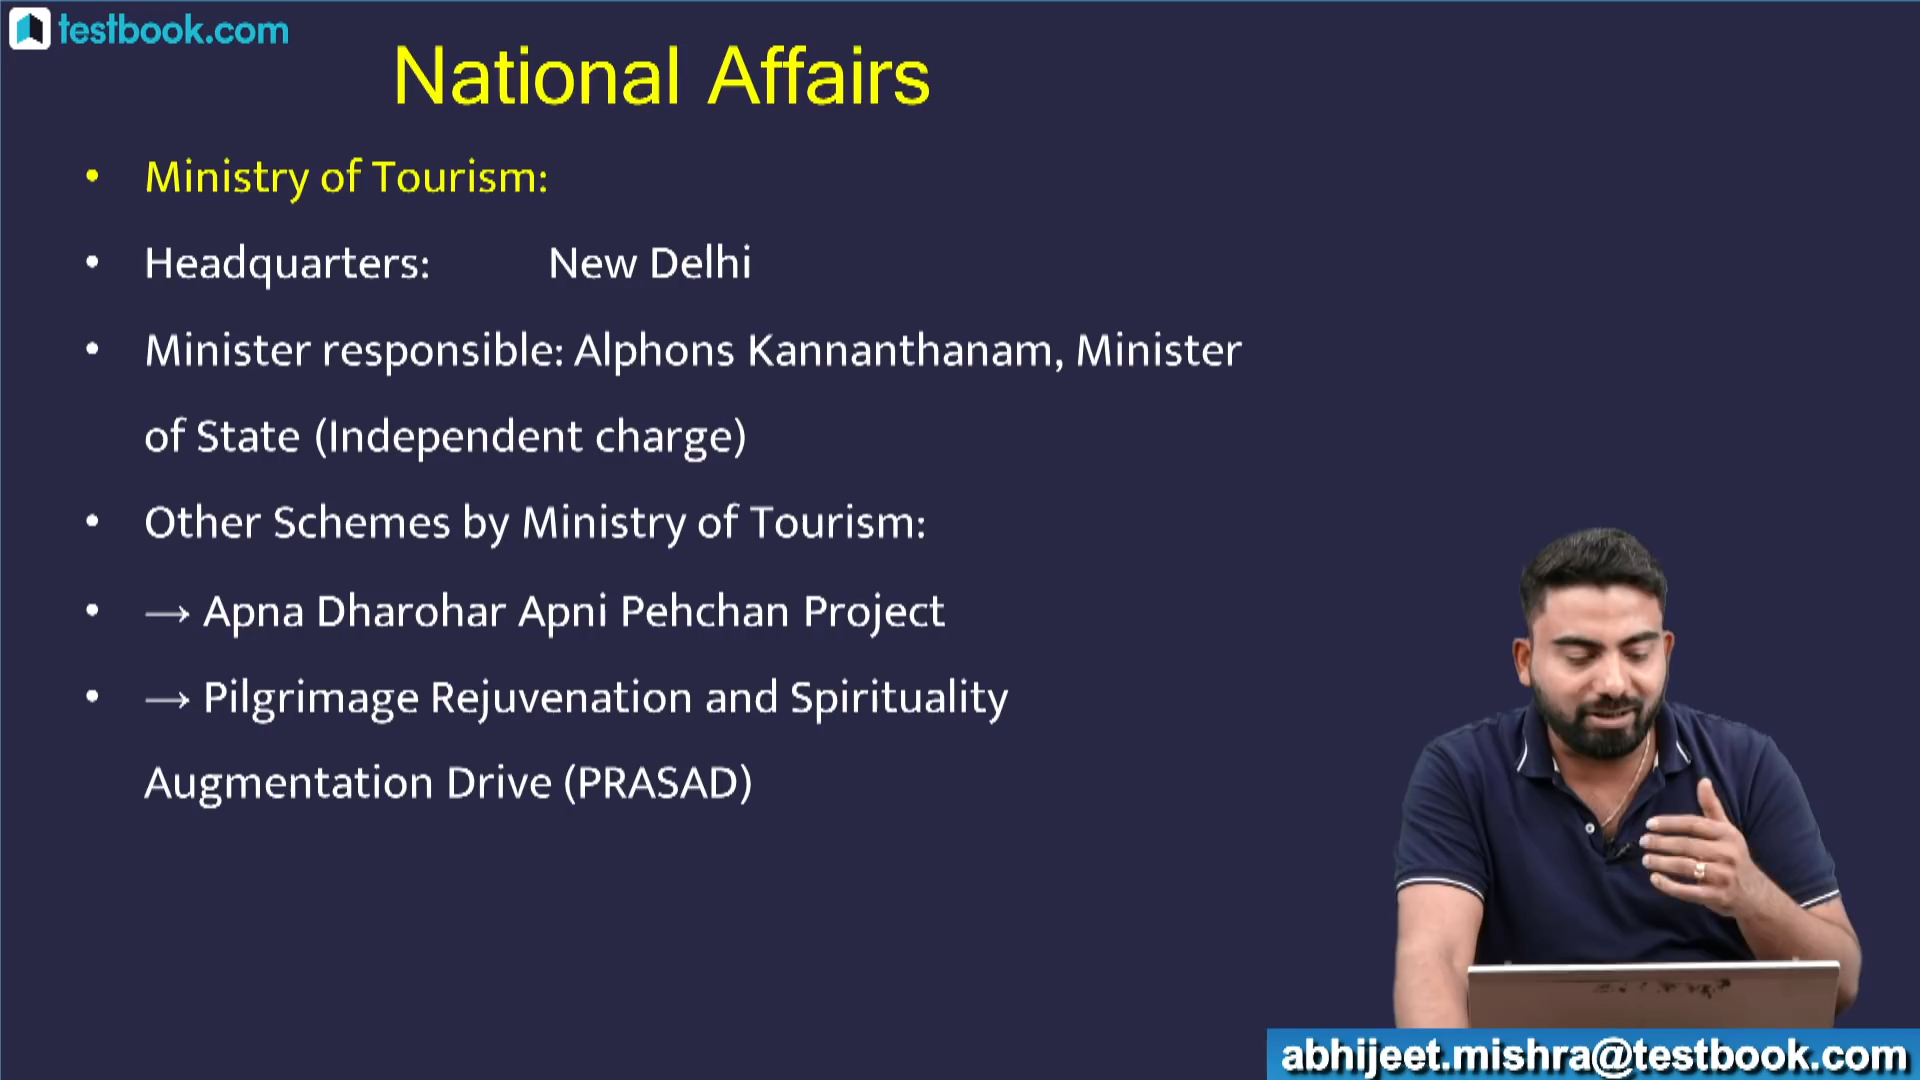 testbook.com
National Affairs
• Ministry of Tourism:
• Headquarters: New Delhi
• Minister responsible: Alphons Kannanthanam, Minister
of State (Independent charge)
• Other Schemes by Ministry of Tourism:
• → Apna Dharohar Apni Pehchan Project
• → Pilgrimage Rejuvenation and Spirituality
Augmentation Drive (PRASAD)
abhijeet.mishra@testbook.com